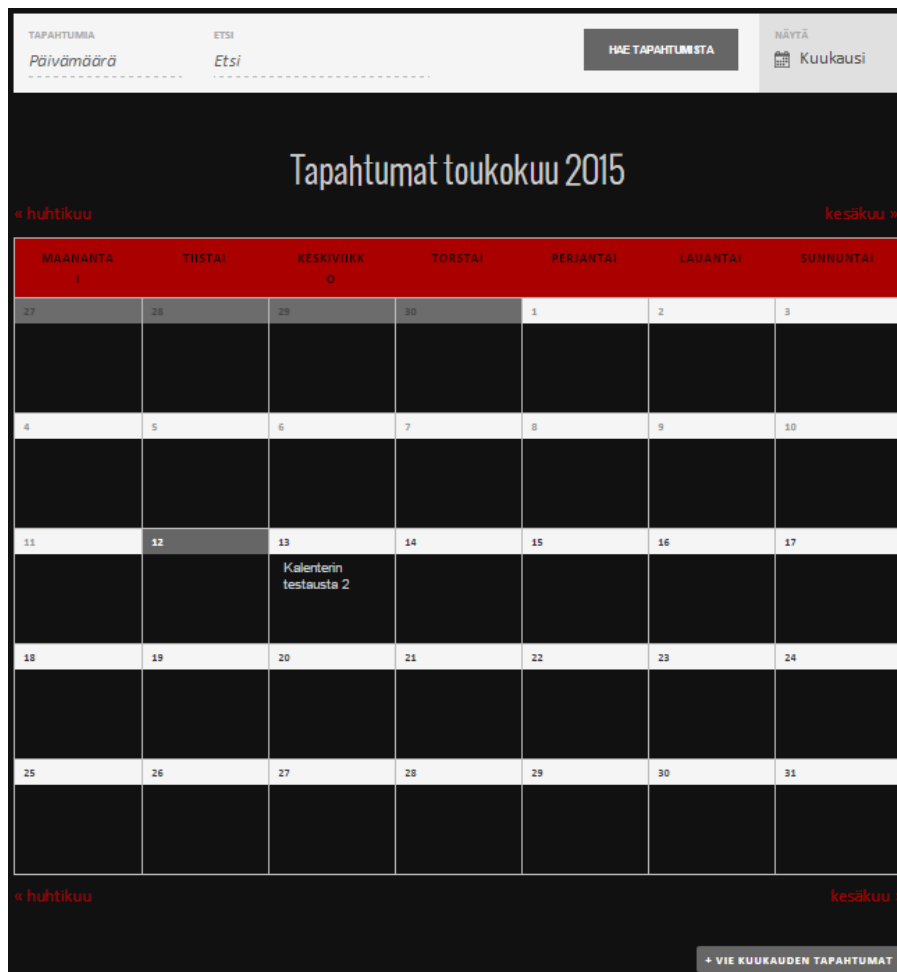 TAPAHTUMIA ETSI NÄYTÄ
Päivämäärä Etsi HAE TAPAHTUMISTA Kuukausi
Tapahtumat toukokuu 2015
« huhtikuu kesäkuu »
MAANANTA TIISTAI KESKIVIIKK TORSTAI PERJANTAI LAUANTAI SUNNUNTAI
I O
27 28 29 30 1 2 3
4 5 6 7 8 9 10
11 12 13 14 15 16 17
Kalenterin
testausta 2
18 19 20 21 22 23 24
25 26 27 28 29 30 31
« huhtikuu kesäkuu »
+ VIE KUUKAUDEN TAPAHTUMAT